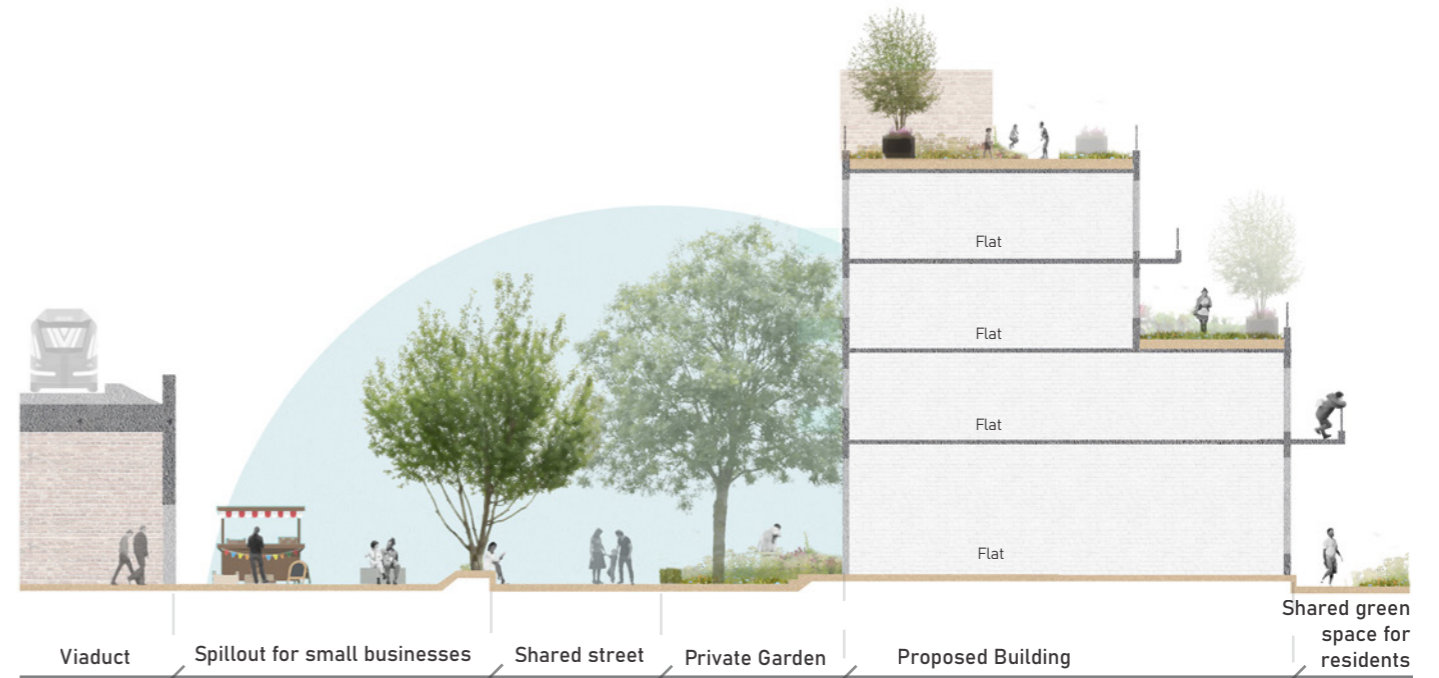 Flat
Flat
Flat
Flat
Viaduct
Spillout for small businesses
Shared street
Private Garden
Proposed Building
Shared green
space for
residents